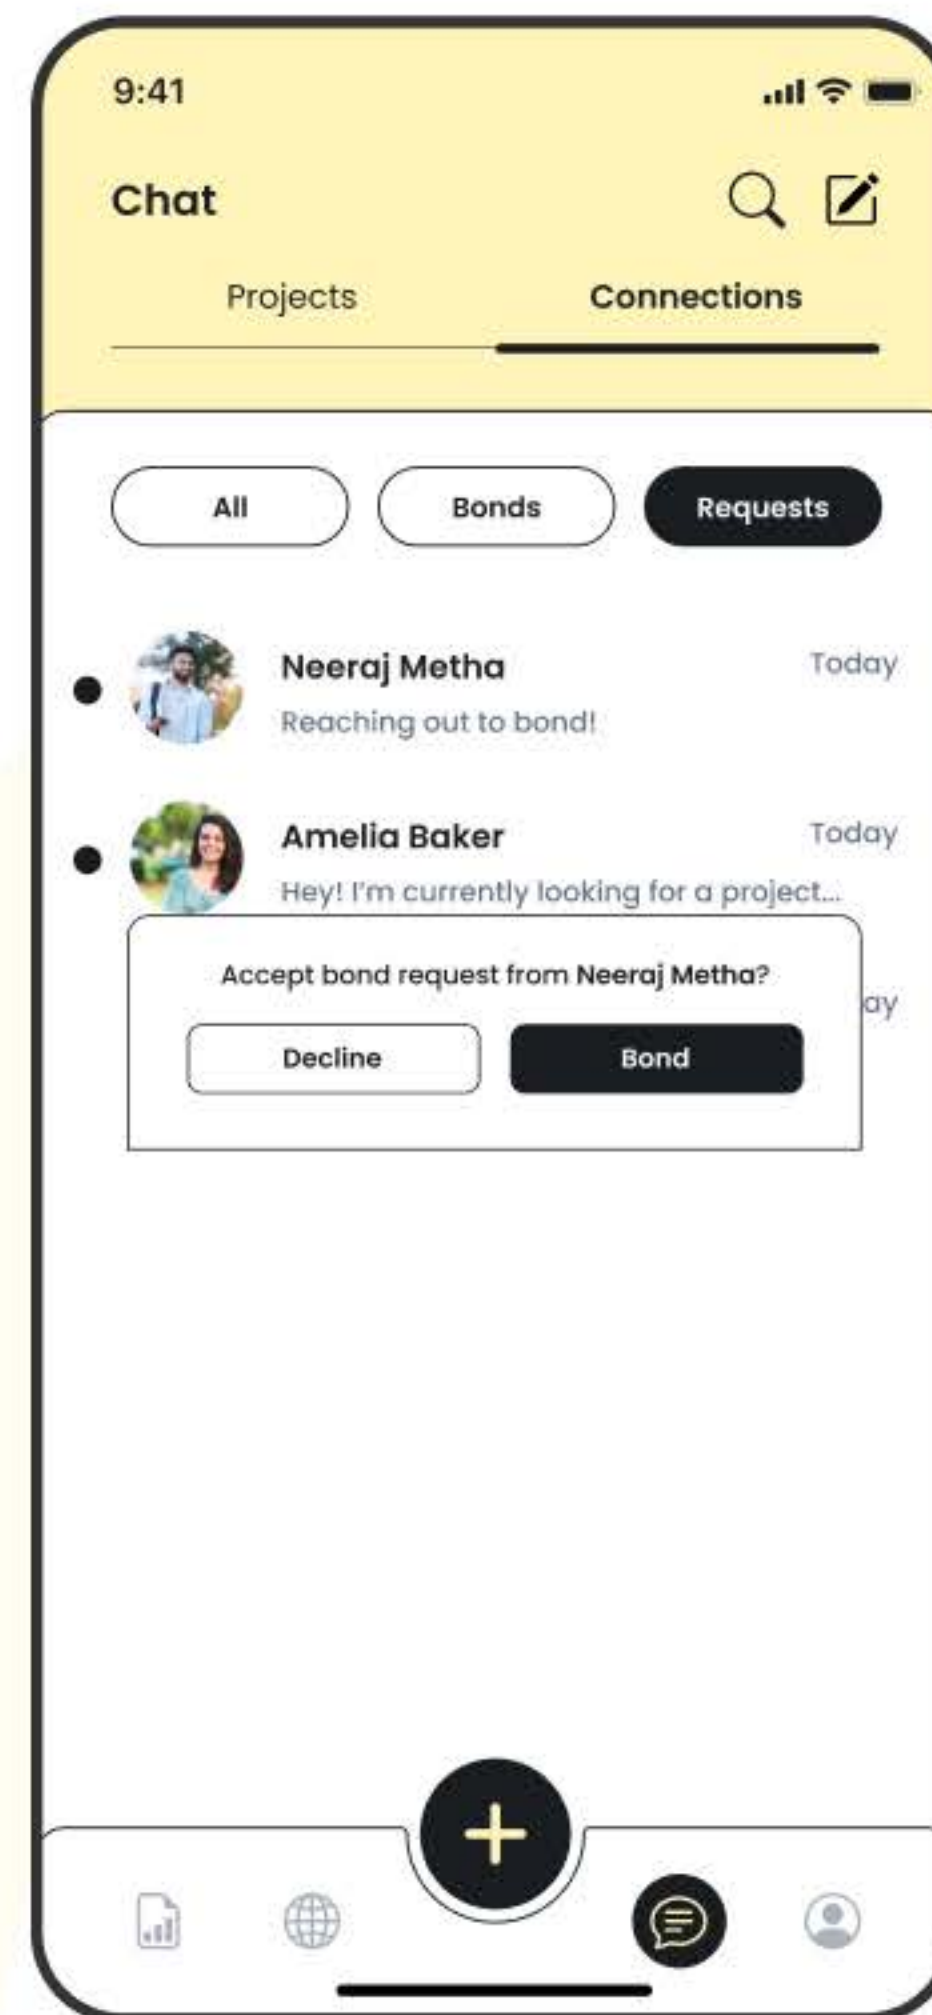 9:41
Chat
Projects Connections
All Bonds Requests
Neeraj Metha Today
Reaching out to bond!
Amelia Baker Today
Hey! I'm currently looking for a project...
Accept bond request from Neeraj Metha?
ay
Decline Bond